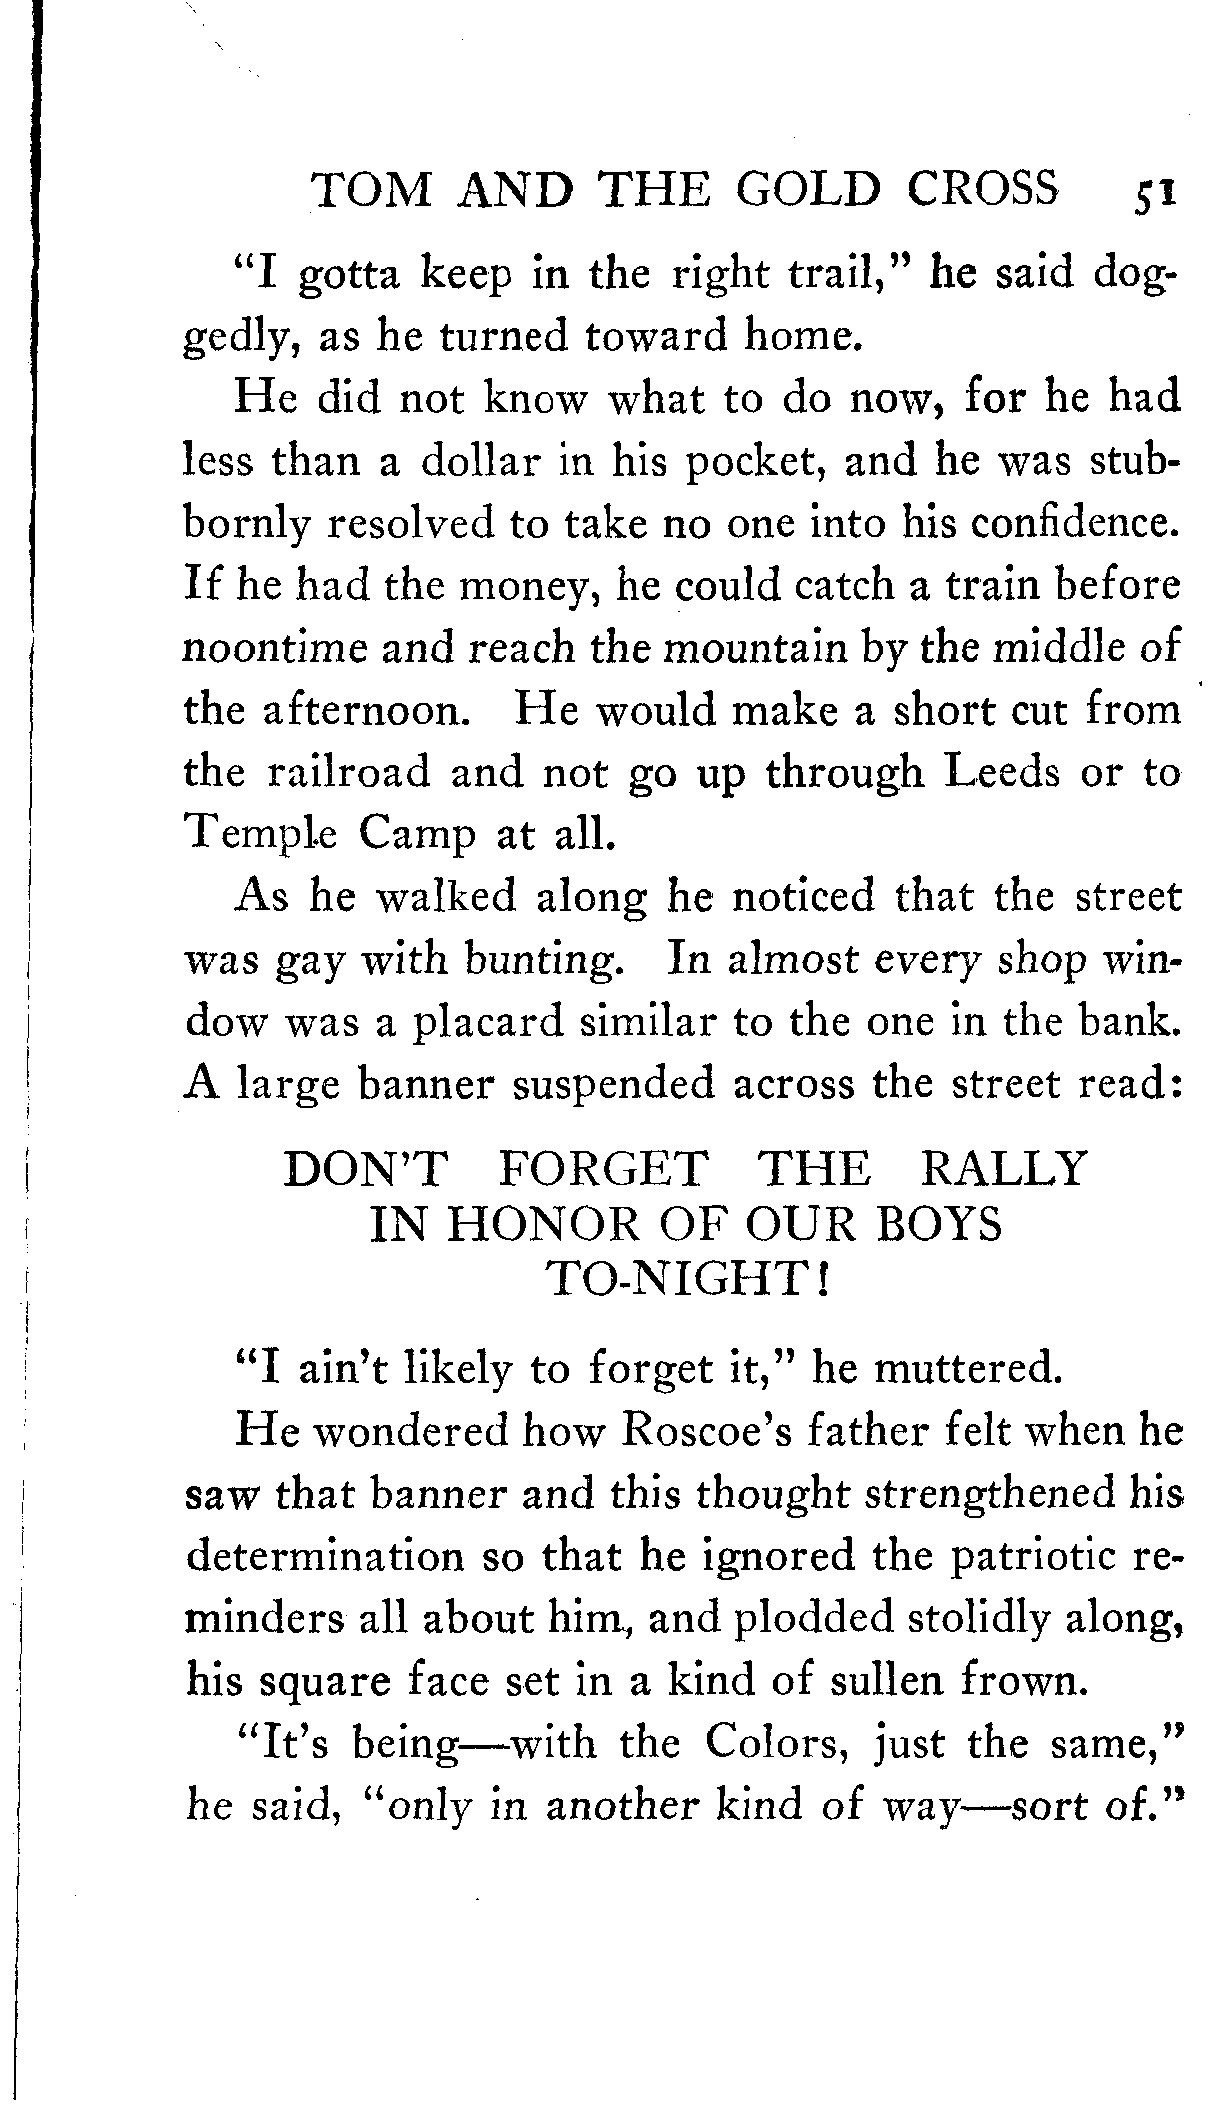 TOM AND THE GOLD CROSS 51
"I gotta keep in the right trail," he said dog-
gedly, as he turned toward home.
He did not know what to do now, for he had
less than a dollar in his pocket, and he was stub-
bornly resolved to take no one into his confidence.
If he had the money, he could catch a train before
noontime and reach the mountain by the middle of
the afternoon. He would make a short cut from
the railroad and not go up through Leeds or to
Temple Camp at all.
As he walked along he noticed that the street
was gay with bunting. In almost every shop win-
dow was a placard similar to the one in the bank.
A large banner suspended across the street read:
DON'T FORGET THE RALLY
IN HONOR OF OUR BOYS
TO-NIGHT!
"I ain't likely to forget it," he muttered.
He wondered how Roscoe's father felt when he
saw that banner and this thought strengthened his
determination so that he ignored the patriotic re-
minders all about him, and plodded stolidly along,
his square face set in a kind of sullen frown.
"It's being—with the Colors, just the same,"
he said, "only in another kind of way—sort of."